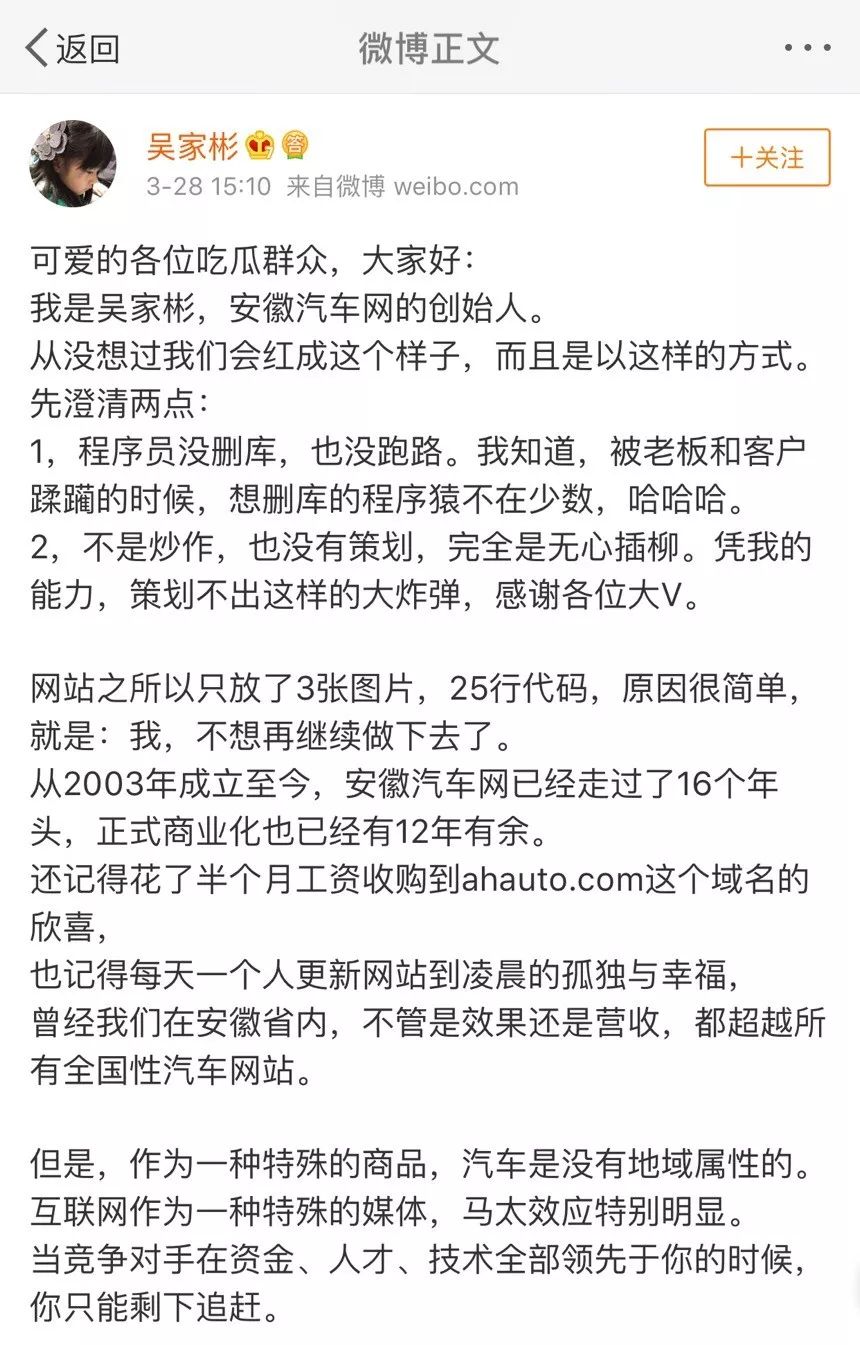 返回
微博正文
吴家彬
答
3-28 15:10 来自微博 weibo.com
+关注
可爱的各位吃瓜群众，大家好：
我是吴家彬，安徽汽车网的创始人。
从没想过我们会红成这个样子，而且是以这样的方式。
先澄清两点：
1，程序员没删库，也没跑路。我知道，被老板和客户
蹂躏的时候，想删库的程序猿不在少数，哈哈哈。
2，不是炒作，也没有策划，完全是无心插柳。凭我的
能力，策划不出这样的大炸弹，感谢各位大V。
网站之所以只放了3张图片，25行代码，原因很简单，
就是：我，不想再继续做下去了。
从2003年成立至今，安徽汽车网已经走过了16个年
头，正式商业化也已经有12年有余。
还记得花了半个月工资收购到ahauto.com这个域名的
欣喜，
也记得每天一个人更新网站到凌晨的孤独与幸福，
曾经我们在安徽省内，不管是效果还是营收，都超越所
有全国性汽车网站。
但是，作为一种特殊的商品，汽车是没有地域属性的。
互联网作为一种特殊的媒体，马太效应特别明显。
当竞争对手在资金、人才、技术全部领先于你的时候，
你只能剩下追赶。